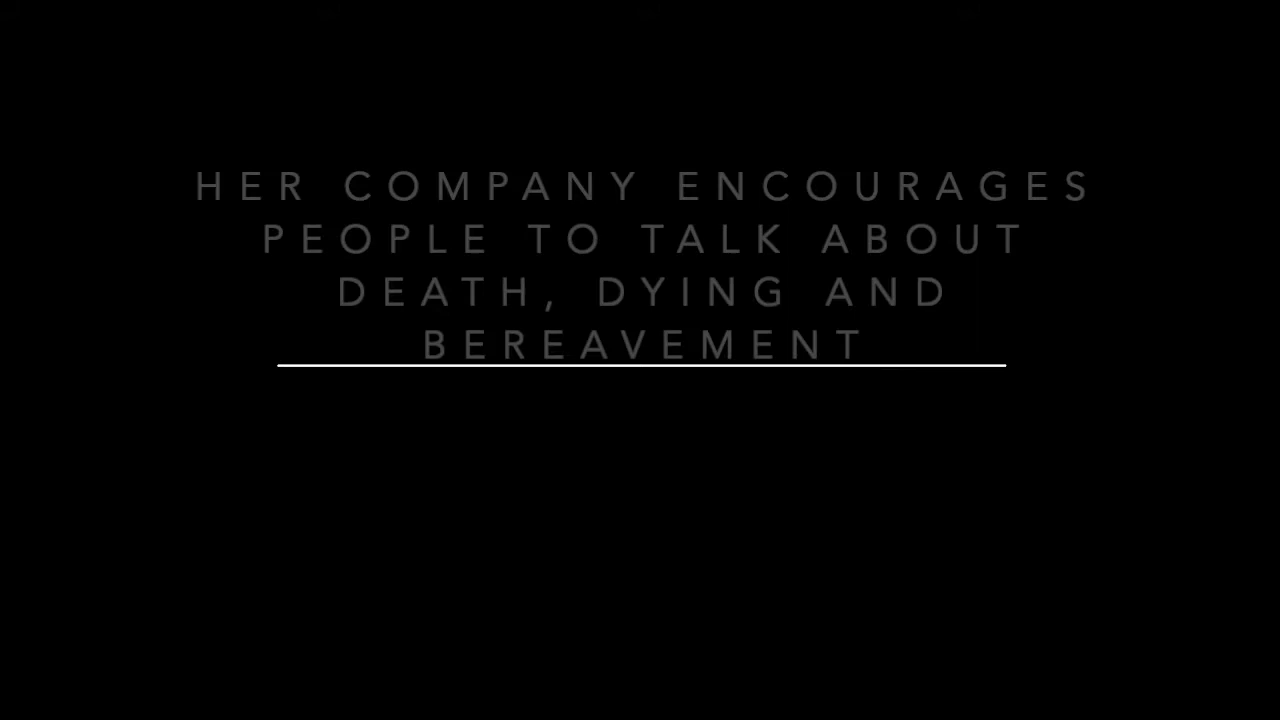 HER COMPANY ENCOURAGES
PEOPLE TO TALK ABOUT
DEATH, DYING AND
BEREAVEMENT